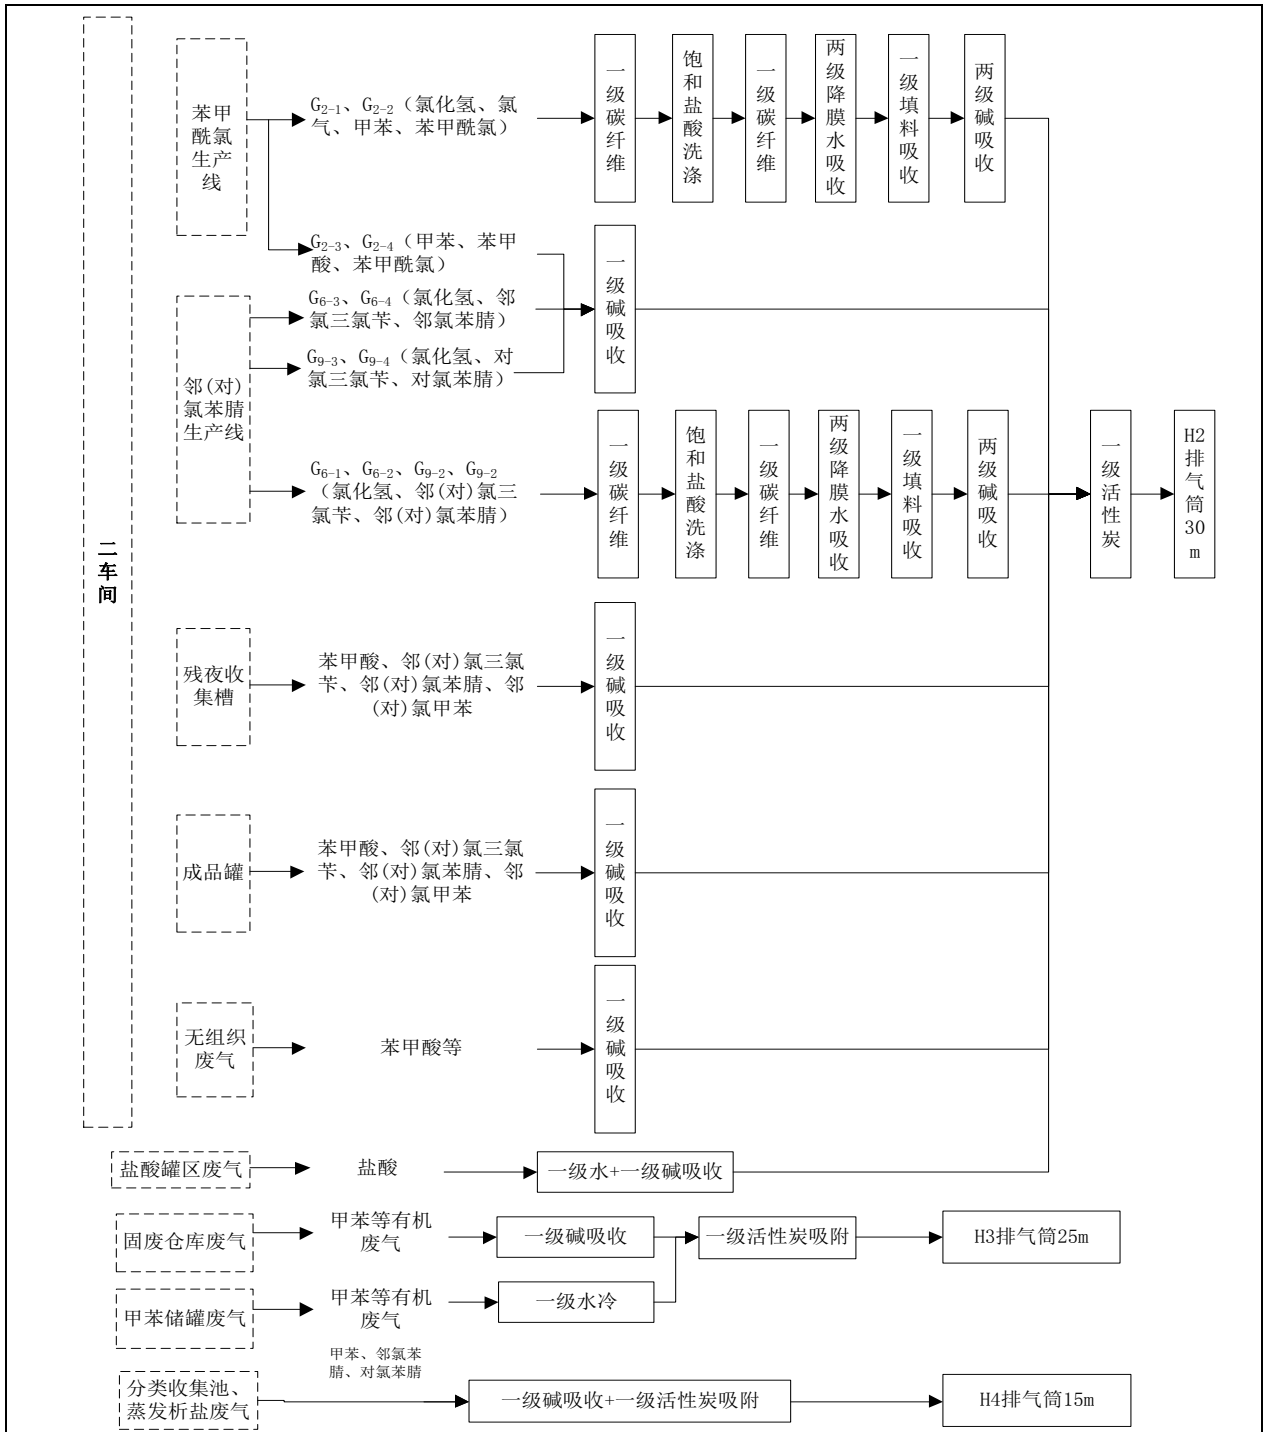 二车间
苯甲
酰氯
生产
线
G2-1、G2-2（氯化氢、氯
气、甲苯、苯甲酰氯）
一级碳纤维
饱和盐酸洗涤
一级碳纤维
两级降膜水吸收
一级填料吸收
两级碱吸收
G2-3、G2-4（甲苯、苯甲
酸、苯甲酰氯）
邻(对)
氯苯腈
生产线
G6-3、G6-4（氯化氢、邻
氯三氯苄、邻氯苯腈）
G9-3、G9-4（氯化氢、对
氯三氯苄、对氯苯腈）
一级碱吸收
G6-1、G6-2、G9-2、G9-2
（氯化氢、邻(对)氯三
氯苄、邻(对)氯苯腈）
一级碳纤维
饱和盐酸洗涤
一级碳纤维
两级降膜水吸收
一级填料吸收
两级碱吸收
一级活性炭
H2
排
气
筒
30
m
残夜收
集槽
苯甲酸、邻(对)氯三氯
苄、邻(对)氯苯腈、邻
(对)氯甲苯
一级碱吸收
成品罐
苯甲酸、邻(对)氯三氯
苄、邻(对)氯苯腈、邻
(对)氯甲苯
一级碱吸收
无组织
废气
苯甲酸等
一级碱吸收
盐酸罐区废气
盐酸
一级水+一级碱吸收
固废仓库废气
甲苯等有机
废气
一级碱吸收
一级活性炭吸附
H3排气筒25m
甲苯储罐废气
甲苯等有机
废气
一级水冷
分类收集池、
蒸发析盐废气
甲苯、邻氯苯
腈、对氯苯腈
一级碱吸收+一级活性炭吸附
H4排气筒15m